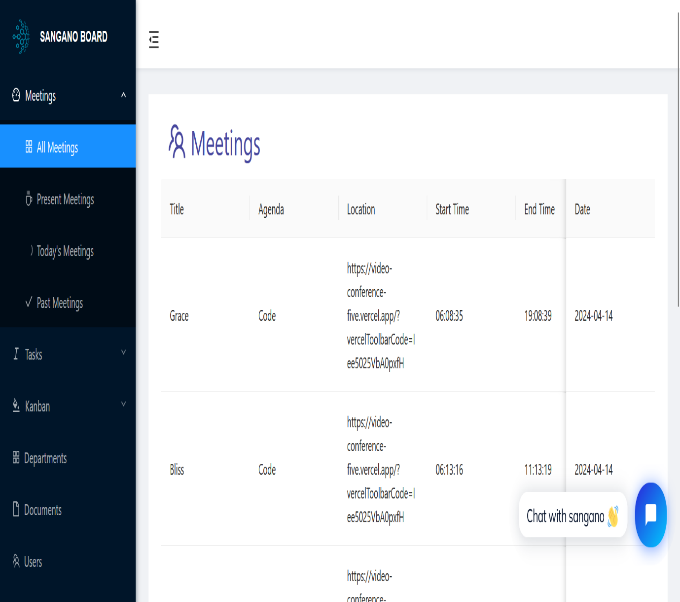 SANGANO BOARD
Meetings
All Meetings
Present Meetings
Today's Meetings
Past Meetings
Tasks
Kanban
Departments
Documents
Users
Meetings
Title Agenda Location Start Time End Time Date
Grace Code https://video-
conference-
five.vercel.app/?
vercelToolbarCode=I
ee5025VbA0pxfH 06:08:35 19:08:39 2024-04-14
Bliss Code https://video-
conference-
five.vercel.app/?
vercelToolbarCode=I
ee5025VbA0pxfH 06:13:16 11:13:19 2024-04-14
https://video-
conference-
Chat with sangano 👋